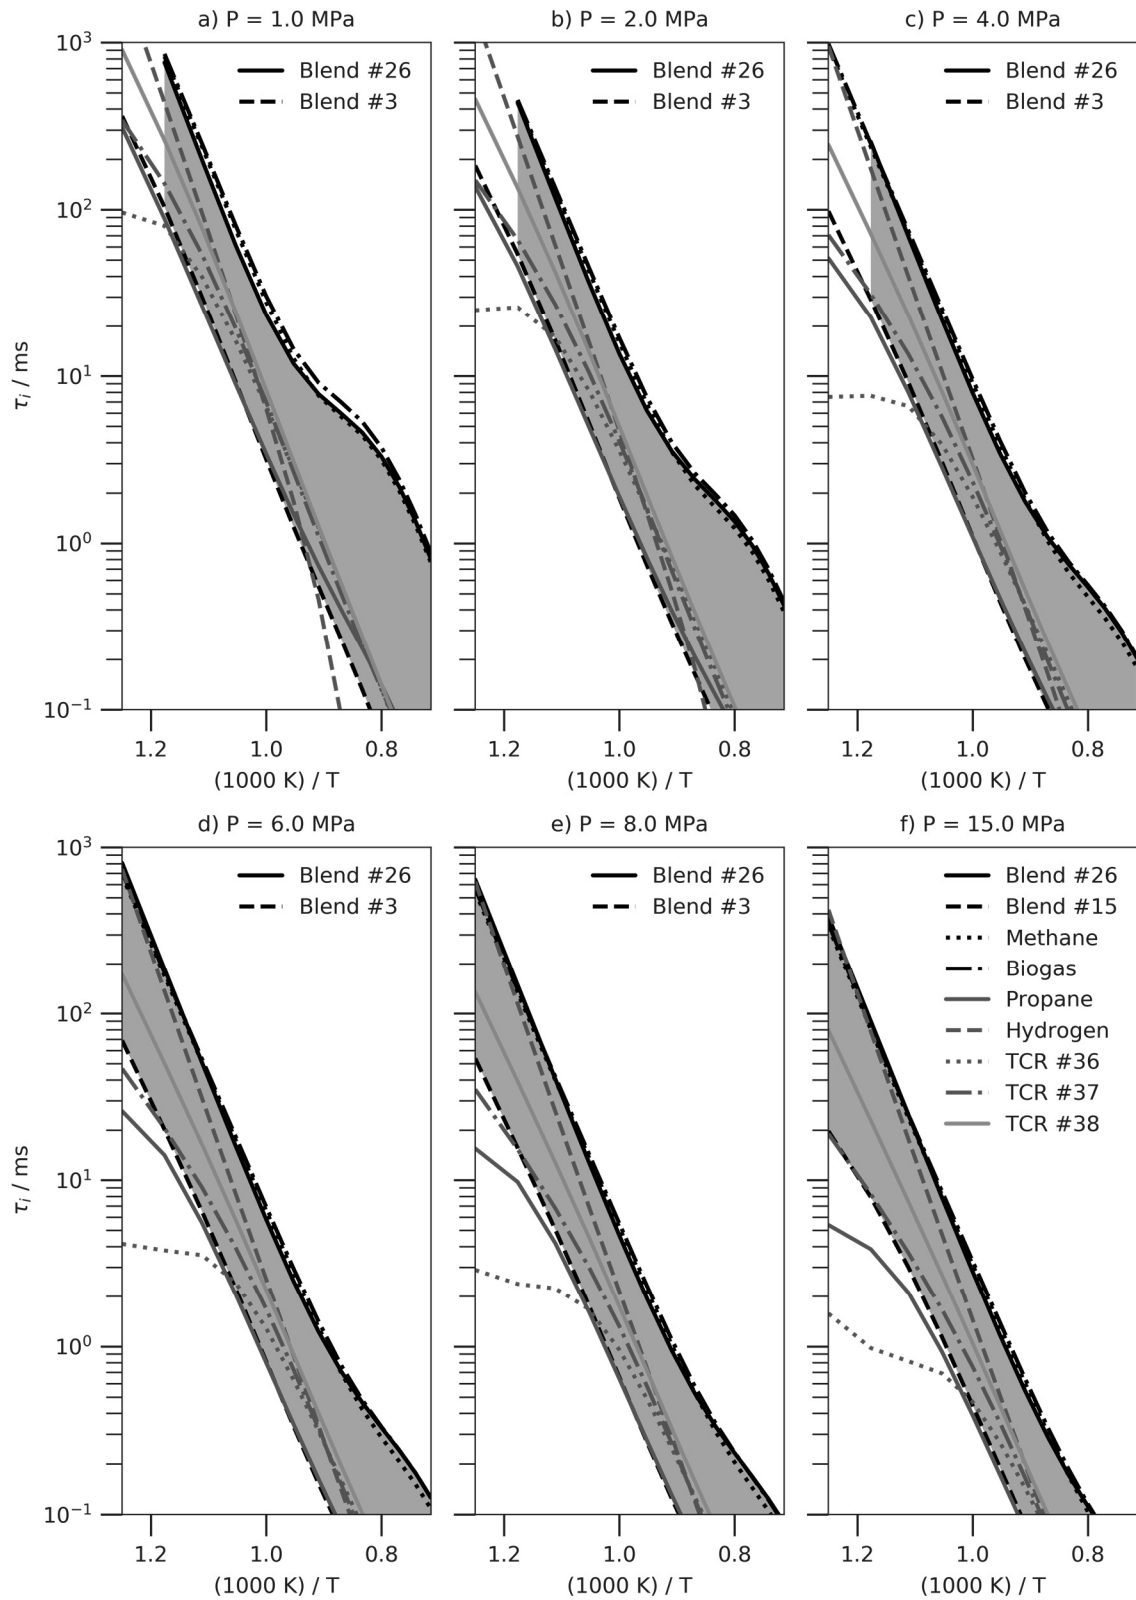 a) P = 1.0 MPa
b) P = 2.0 MPa
c) P = 4.0 MPa
10³
10²
10¹
10⁰
10⁻¹
τᵢ / ms
Blend #26
Blend #3
Blend #26
Blend #3
Blend #26
Blend #3
1.2 1.0 0.8
1.2 1.0 0.8
1.2 1.0 0.8
(1000 K) / T
(1000 K) / T
(1000 K) / T
d) P = 6.0 MPa
e) P = 8.0 MPa
f) P = 15.0 MPa
10³
10²
10¹
10⁰
10⁻¹
τᵢ / ms
Blend #26
Blend #3
Blend #26
Blend #3
Blend #26
Blend #15
Methane
Biogas
Propane
Hydrogen
TCR #36
TCR #37
TCR #38
1.2 1.0 0.8
1.2 1.0 0.8
1.2 1.0 0.8
(1000 K) / T
(1000 K) / T
(1000 K) / T